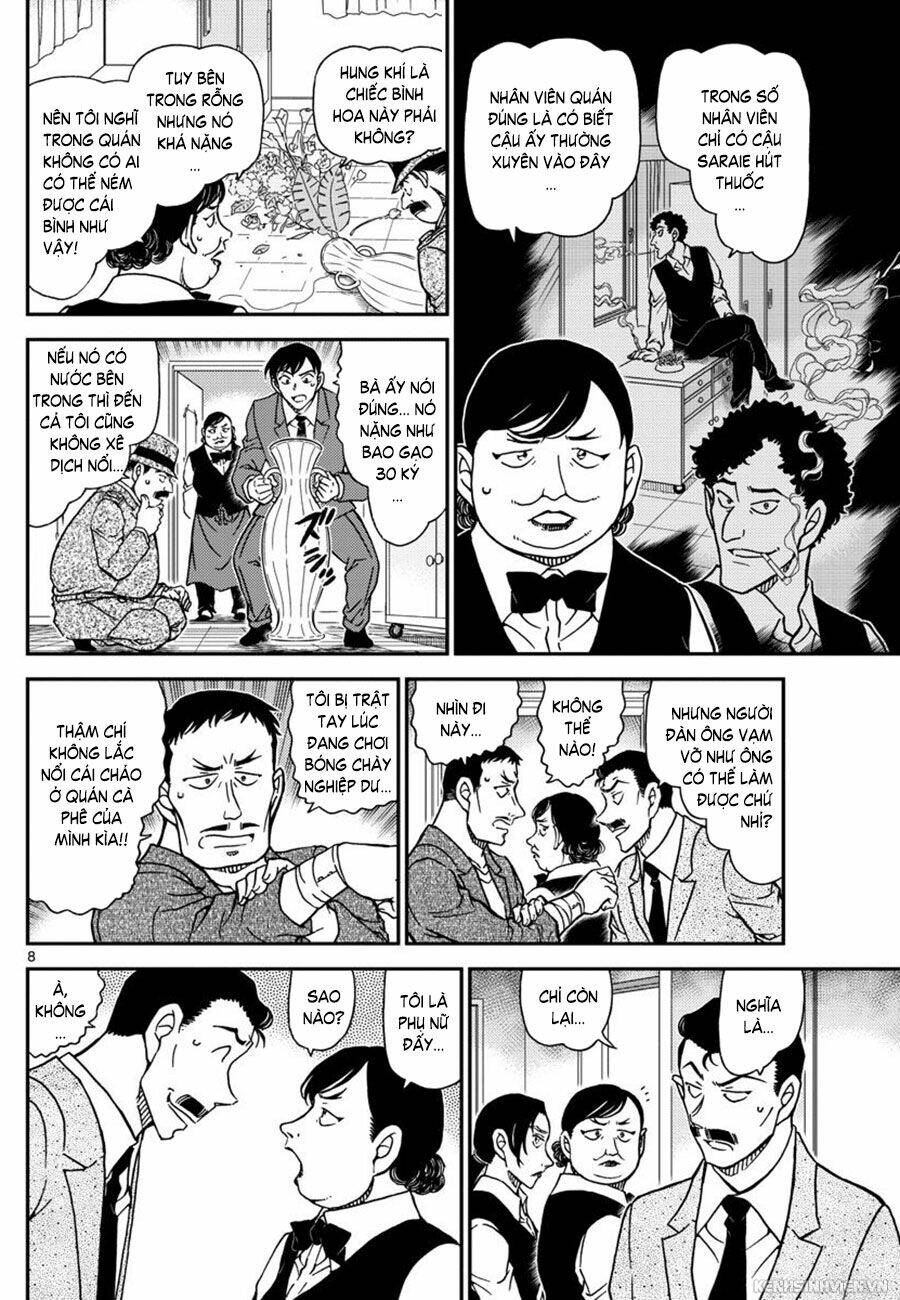 TRONG SỐ
NHÂN VIÊN
CHỈ CÓ CẬU
SARAIE HÚT
THUỐC
...
NHÂN VIÊN QUÁN
ĐÚNG LÀ CÓ BIẾT
CẬU ẤY THƯỜNG
XUYÊN VÀO ĐÂY
...
HUNG KHÍ LÀ
CHIẾC BÌNH
HOA NÀY PHẢI
KHÔNG?
TUY BÊN
TRONG RỖNG
NHƯNG NÓ
KHÁ NẶNG
...
NÊN TÔI NGHĨ
TRONG QUÁN
KHÔNG CÓ AI
CÓ THỂ NÉM
ĐƯỢC CÁI
BÌNH NHƯ
VẬY!
BÀ ẤY NÓI
ĐÚNG... NÓ
NẶNG NHƯ
BAO GẠO
30 KÝ
...
NẾU NÓ CÓ
NƯỚC BÊN
TRONG THÌ ĐẾN
CẢ TÔI CŨNG
KHÔNG XÊ
DỊCH NỔI...
NHƯNG NGƯỜI
ĐÀN ÔNG VẠM
VỠ NHƯ ÔNG
CÓ THỂ LÀM
ĐƯỢC CHỨ
NHỈ?
KHÔNG
THỂ
NÀO!
NHÌN ĐI
NÀY...
TÔI BỊ TRẬT
TAY LÚC
ĐANG CHƠI
BÓNG CHÀY
NGHIỆP DƯ...
THẬM CHÍ
KHÔNG LẮC
NỔI CÁI CHẢO
Ở QUÁN CÀ
PHÊ CỦA
MÌNH KÌA!!
8
NGHĨA
LÀ...
CHỈ CÒN
LẠI...
TÔI LÀ
PHỤ NỮ
ĐẤY...
SAO
NÀO?
À,
KHÔNG
...
KENHSINHVIEN.VN